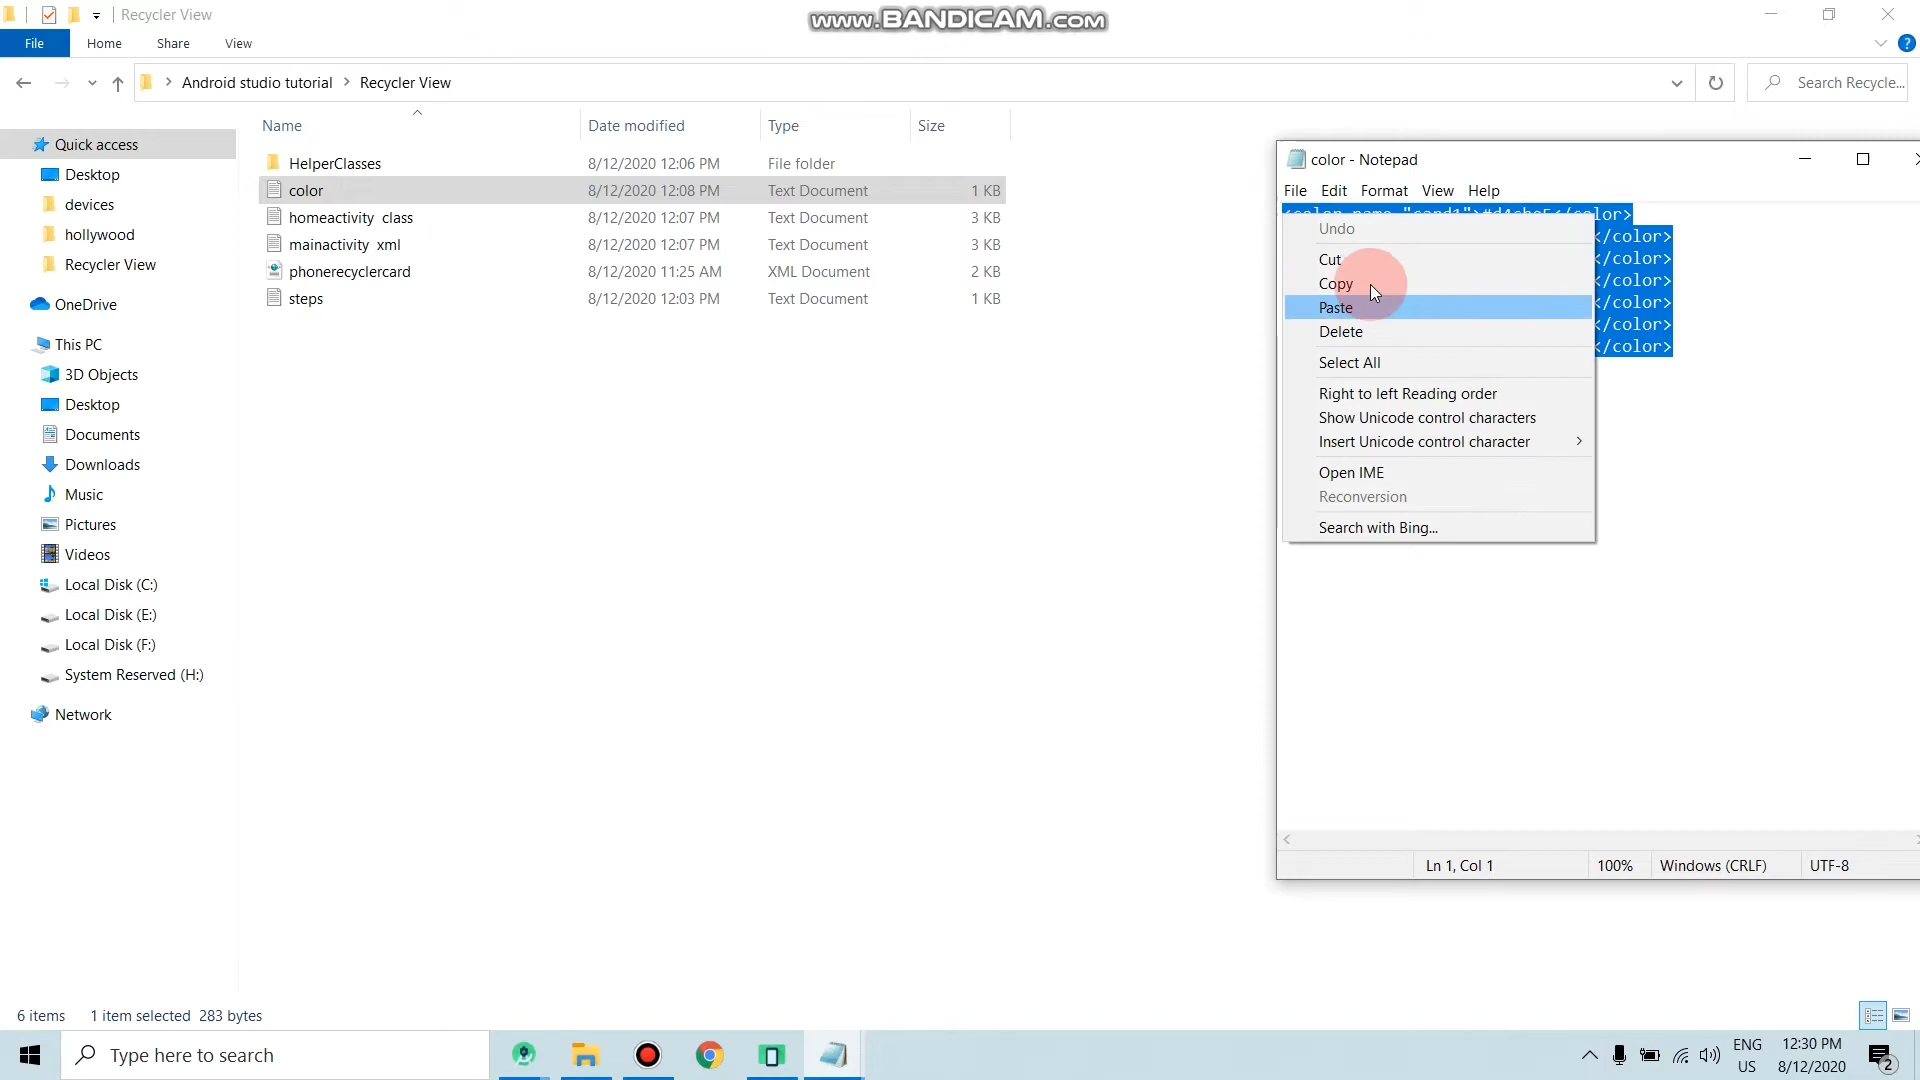 Recycler View
www.BANDICAM.com
File Home Share View
Android studio tutorial Recycler View
Search Recycle...
Name Date modified Type Size
Quick access
Desktop
devices
hollywood
Recycler View
OneDrive
This PC
3D Objects
Desktop
Documents
Downloads
Music
Pictures
Videos
Local Disk (C:)
Local Disk (E:)
Local Disk (F:)
System Reserved (H:)
Network
HelperClasses 8/12/2020 12:06 PM File folder
color 8/12/2020 12:08 PM Text Document 1 KB
homeactivity class 8/12/2020 12:07 PM Text Document 3 KB
mainactivity xml 8/12/2020 12:07 PM Text Document 3 KB
phonerecyclercard 8/12/2020 11:25 AM XML Document 2 KB
steps 8/12/2020 12:03 PM Text Document 1 KB
color - Notepad
File Edit Format View Help
</color>
</color>
</color>
</color>
</color>
</color>
Undo
Cut
Copy
Paste
Delete
Select All
Right to left Reading order
Show Unicode control characters
Insert Unicode control character
Open IME
Reconversion
Search with Bing...
Ln 1, Col 1 100% Windows (CRLF) UTF-8
6 items 1 item selected 283 bytes
Type here to search
ENG
US
12:30 PM
8/12/2020
2